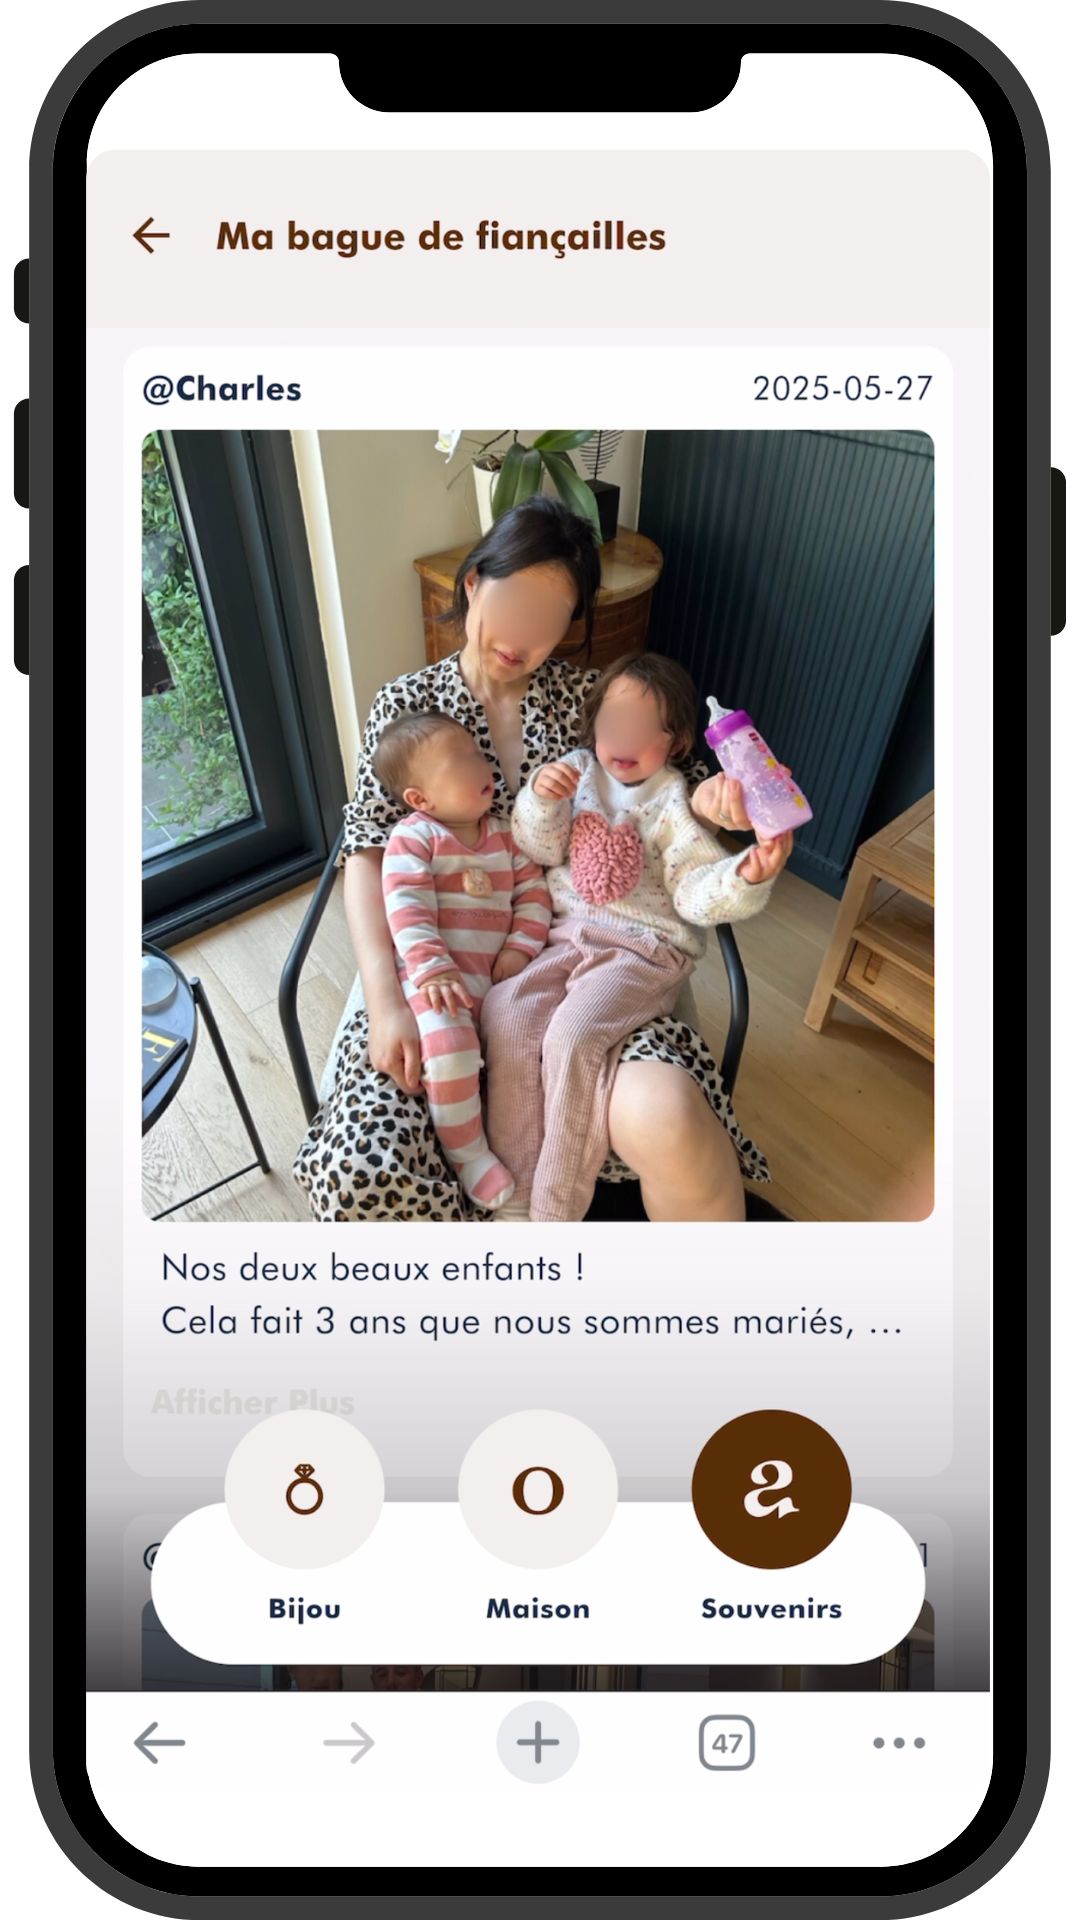 Ma bague de fiançailles
@Charles 2025-05-27
Nos deux beaux enfants !
Cela fait 3 ans que nous sommes mariés, ...
Afficher Plus
Bijou Maison Souvenirs
47